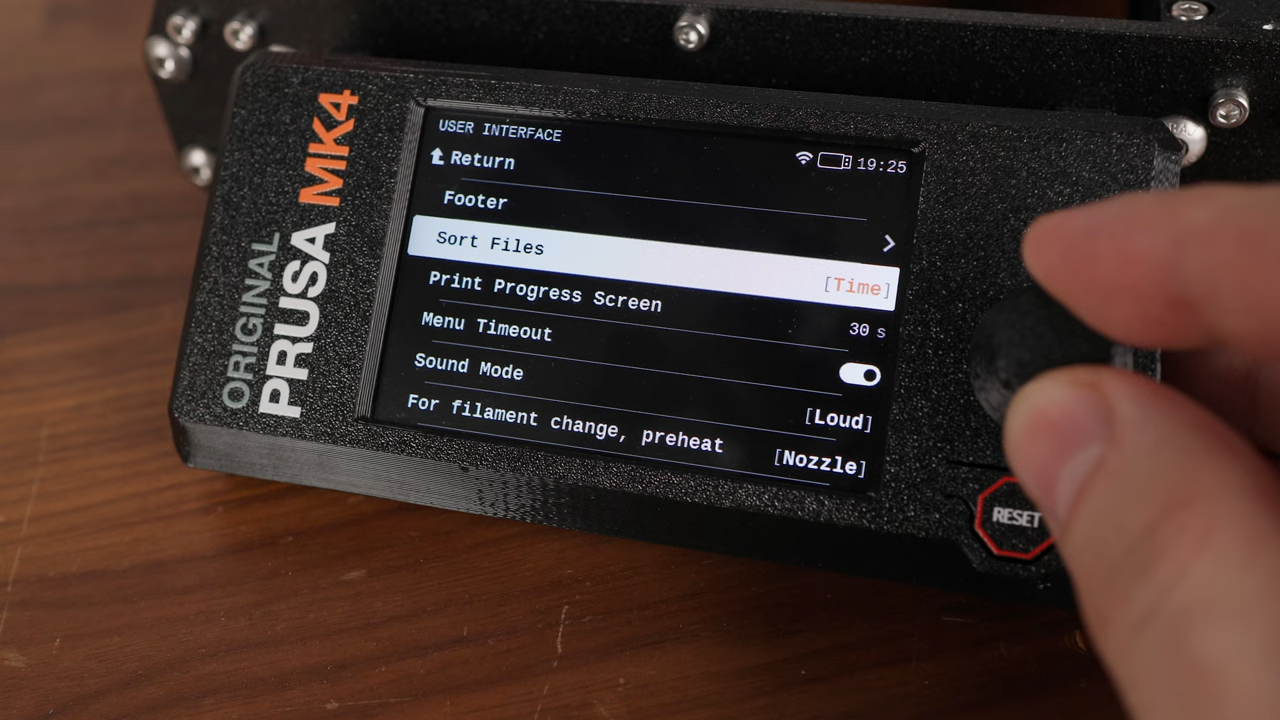 ORIGINAL
PRUSA MK4
USER INTERFACE
19:25
Return
Footer
Sort Files [Time]
Print Progress Screen 30 s
Menu Timeout
Sound Mode [Loud]
For filament change, preheat [Nozzle]
RESET